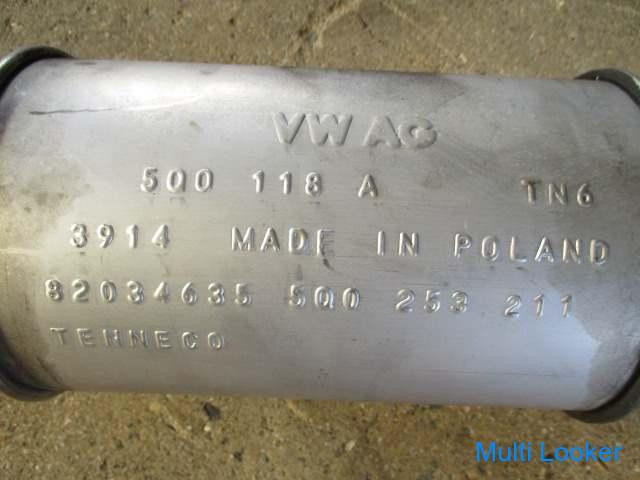 VW AG
5Q0 118 A TN6
3914 MADE IN POLAND
82034635 5Q0 253 211
TENNECO
Multi Looker